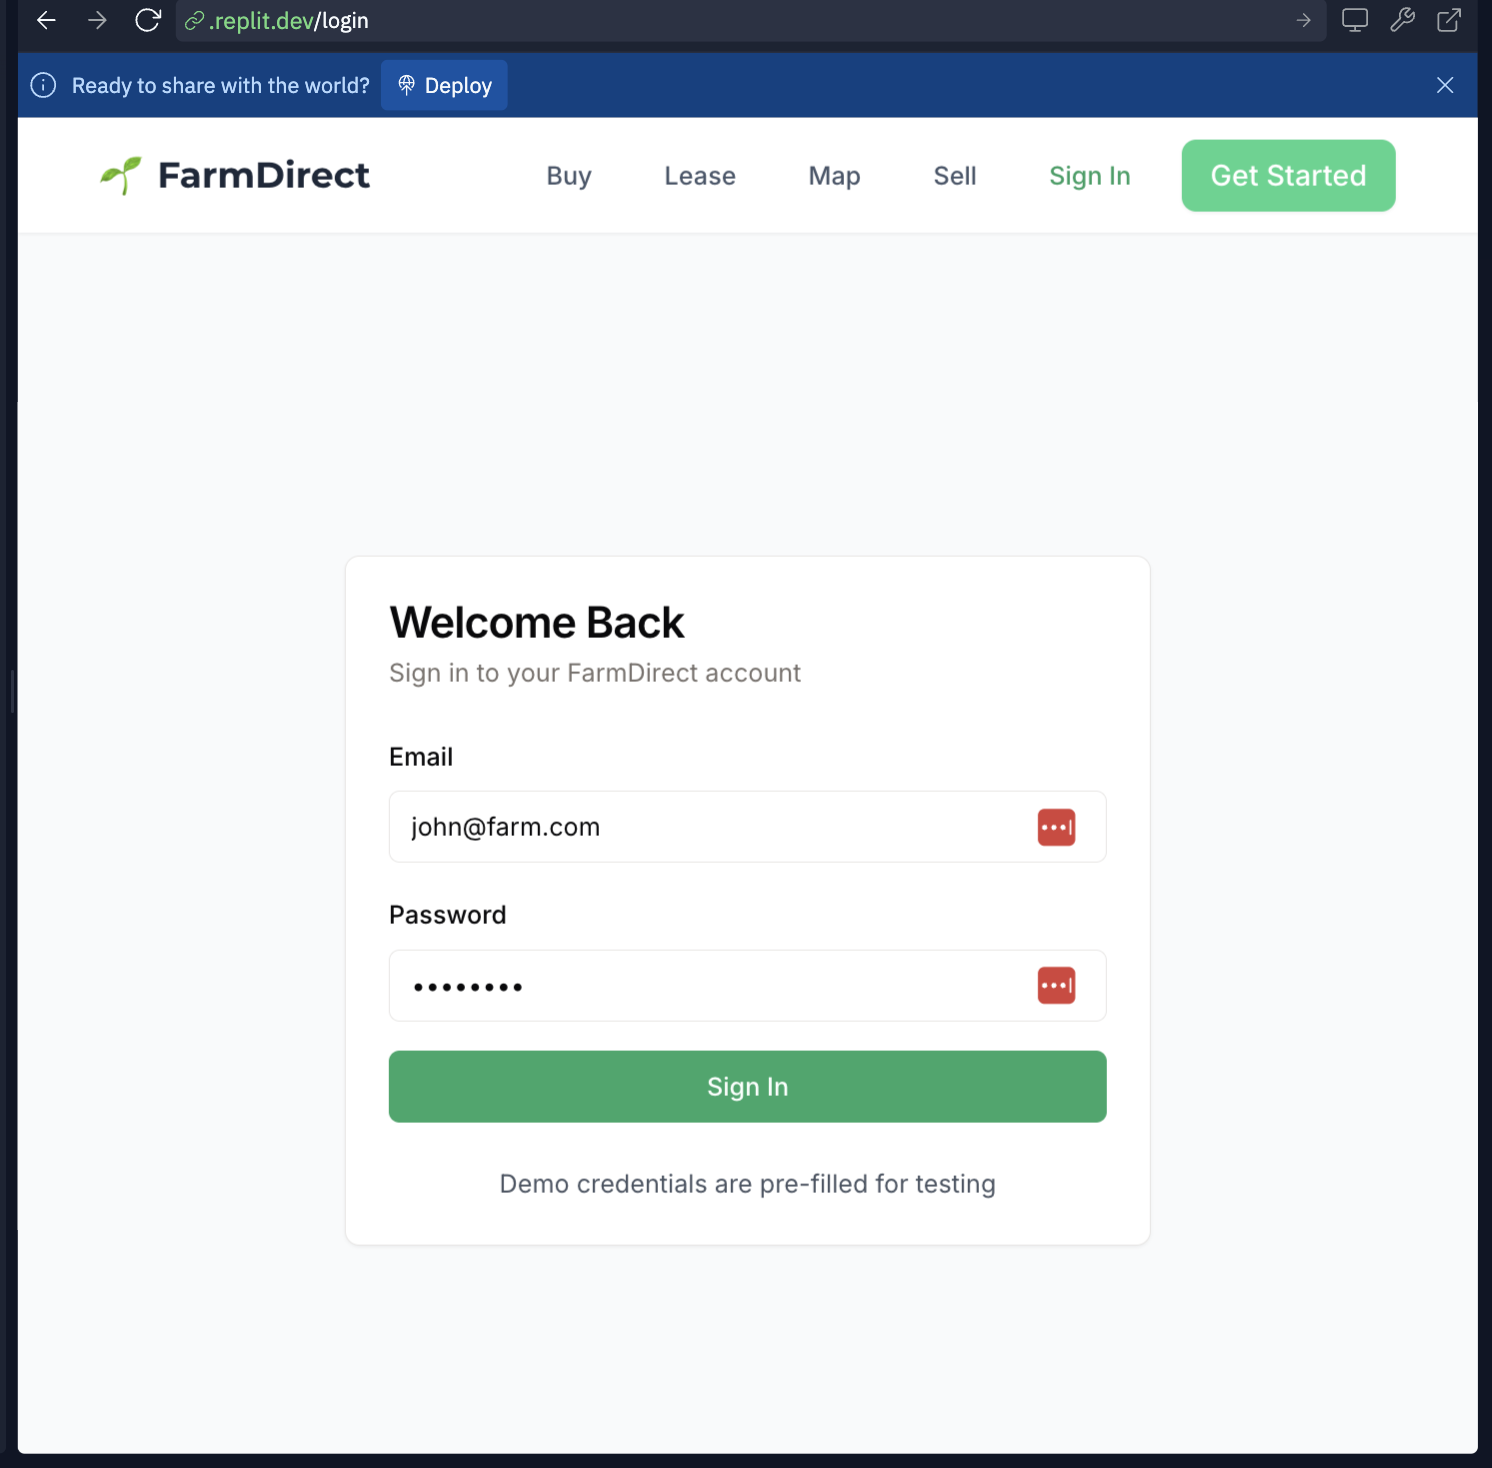 .replit.dev/login
Ready to share with the world? Deploy
FarmDirect Buy Lease Map Sell Sign In Get Started
Welcome Back
Sign in to your FarmDirect account
Email
john@farm.com
Password
••••••••
Sign In
Demo credentials are pre-filled for testing